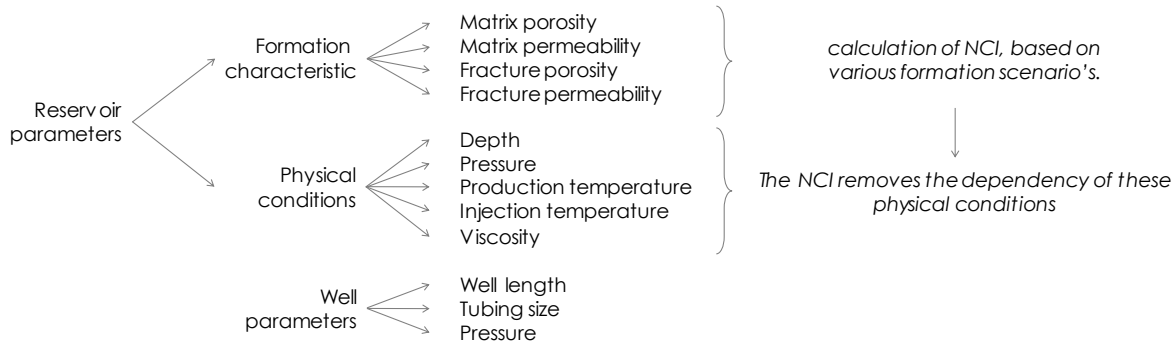 Reservoir
parameters
Formation
characteristic
Matrix porosity
Matrix permeability
Fracture porosity
Fracture permeability
calculation of NCI, based on
various formation scenario's.
Physical
conditions
Depth
Pressure
Production temperature
Injection temperature
Viscosity
The NCI removes the dependency of these
physical conditions
Well
parameters
Well length
Tubing size
Pressure